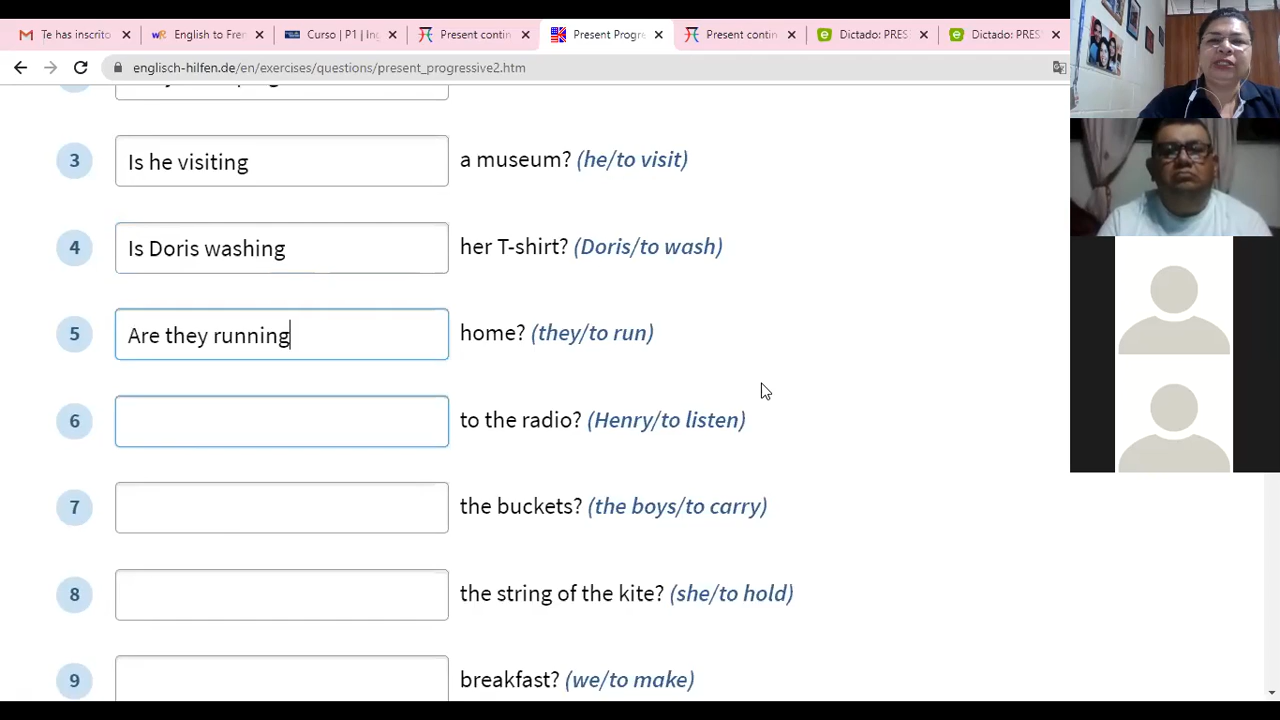 Te has inscrito
English to Fren
Curso | P1 | Ing
Present contin
Present Progre
Present contin
Dictado: PRES
Dictado: PRES
englisch-hilfen.de/en/exercises/questions/present_progressive2.htm
3 Is he visiting a museum? (he/to visit)
4 Is Doris washing her T-shirt? (Doris/to wash)
5 Are they running home? (they/to run)
6 to the radio? (Henry/to listen)
7 the buckets? (the boys/to carry)
8 the string of the kite? (she/to hold)
9 breakfast? (we/to make)